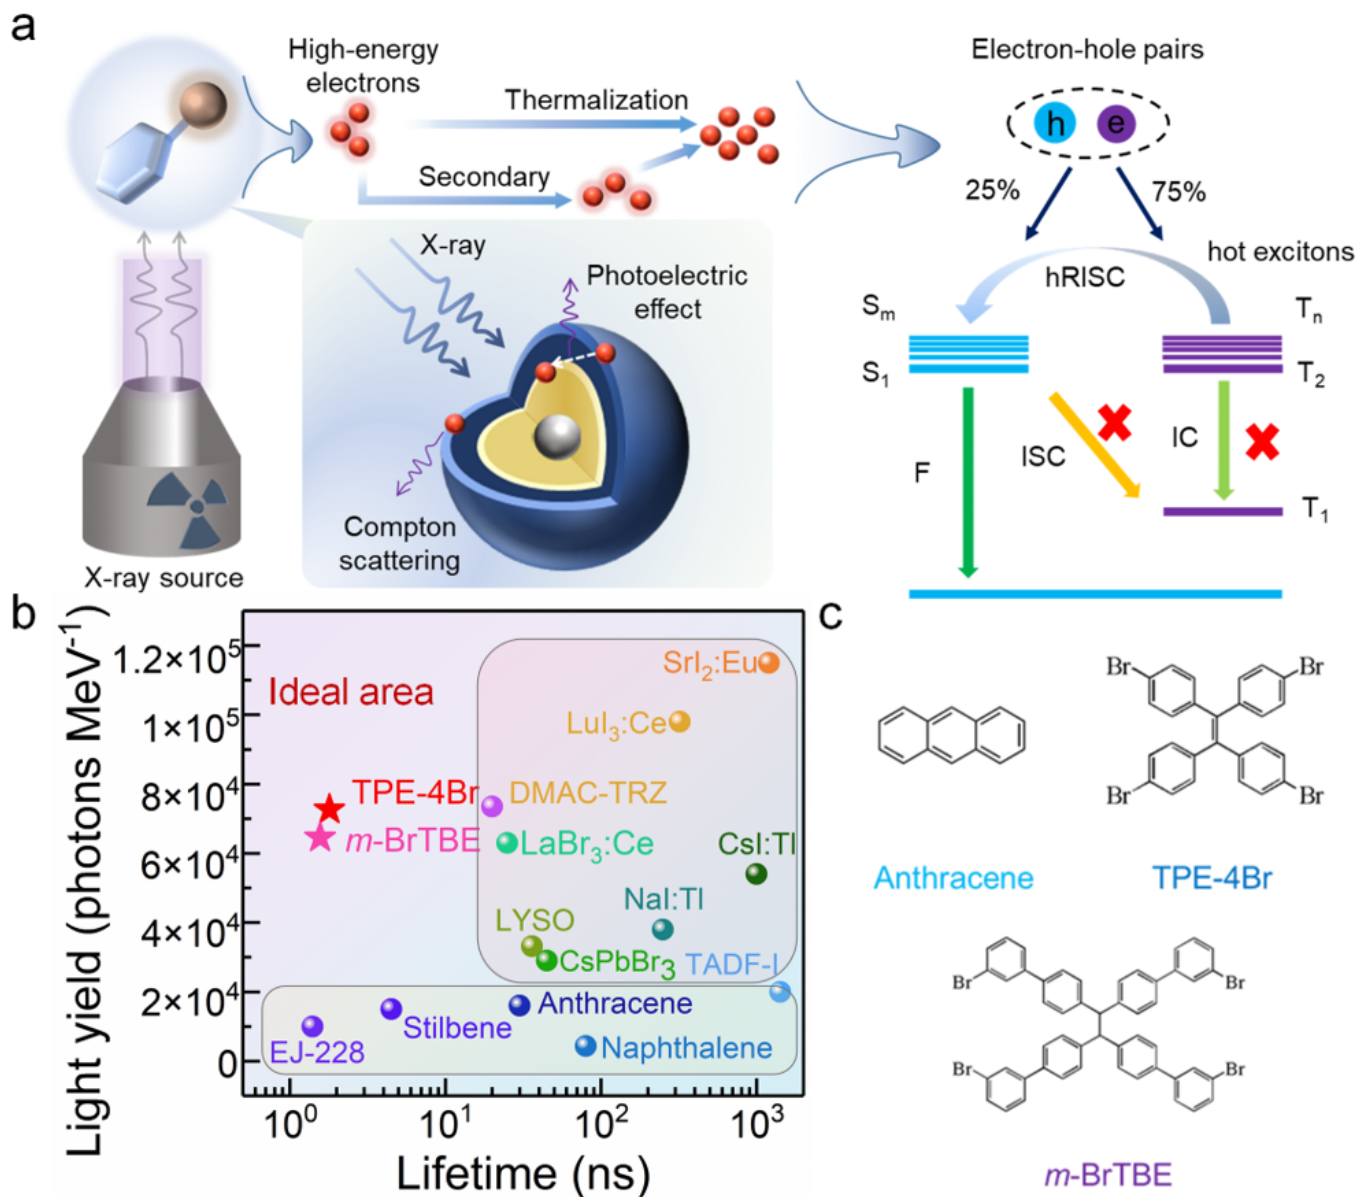 a
High-energy
electrons
Thermalization
Secondary
Electron-hole pairs
h e
25% 75%
hot excitons
hRISC
Sₘ Tₙ
S₁ T₂
F ISC IC
T₁
X-ray
Photoelectric
effect
Compton
scattering
X-ray source
b
Light yield (photons MeV⁻¹)
1.2×10⁵
1×10⁵
8×10⁴
6×10⁴
4×10⁴
2×10⁴
0
Ideal area
SrI₂:Eu
LuI₃:Ce
TPE-4Br
DMAC-TRZ
m-BrTBE
LaBr₃:Ce
CsI:Tl
NaI:Tl
LYSO
CsPbBr₃
TADF-I
Anthracene
Stilbene
EJ-228
Naphthalene
10⁰ 10¹ 10² 10³
Lifetime (ns)
c
Br Br
Br Br
Anthracene TPE-4Br
Br Br
Br Br
m-BrTBE